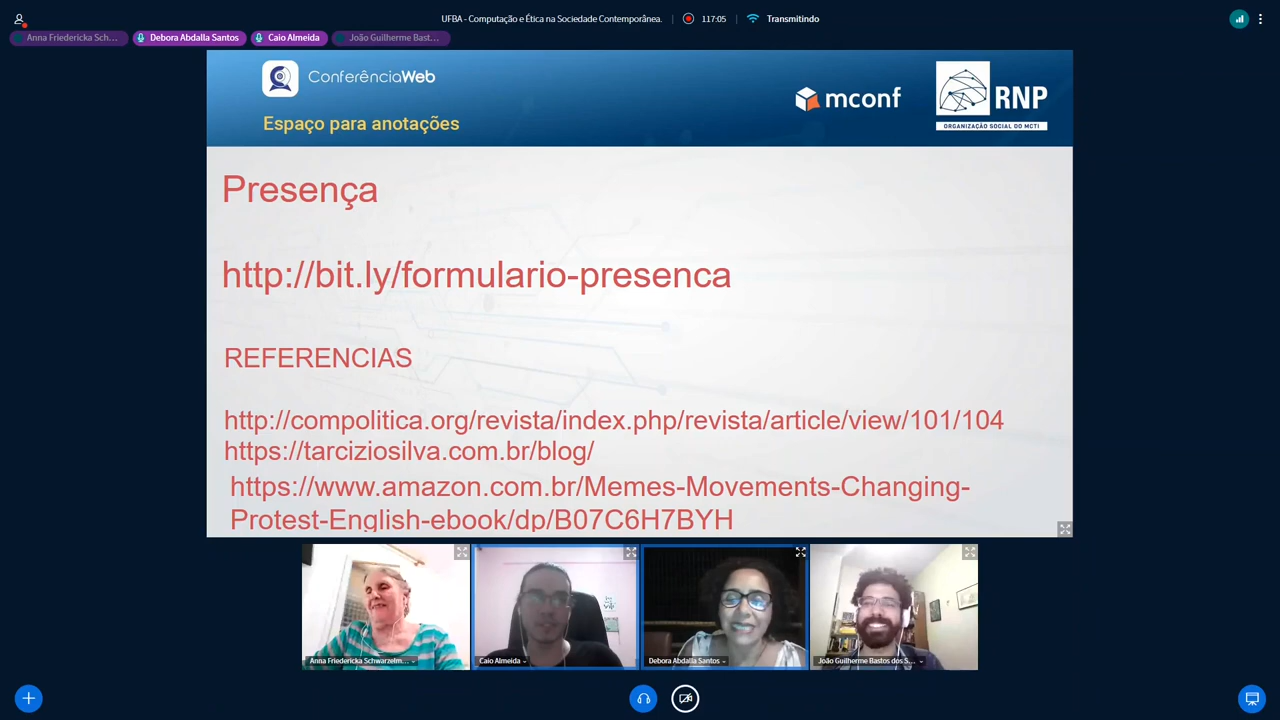 UFBA - Computação e Ética na Sociedade Contemporânea.
117:05
Transmitindo
Anna Friedericka Sch...
Debora Abdalla Santos
Caio Almeida
João Guilherme Bast...
ConferênciaWeb
mconf
RNP
ORGANIZAÇÃO SOCIAL DO MCTI
Espaço para anotações
Presença
http://bit.ly/formulario-presenca
REFERENCIAS
http://compolitica.org/revista/index.php/revista/article/view/101/104
https://tarciziosilva.com.br/blog/
https://www.amazon.com.br/Memes-Movements-Changing-
Protest-English-ebook/dp/B07C6H7BYH
Anna Friedericka Schwarzelm...
Caio Almeida
Debora Abdalla Santos
João Guilherme Bastos dos S...